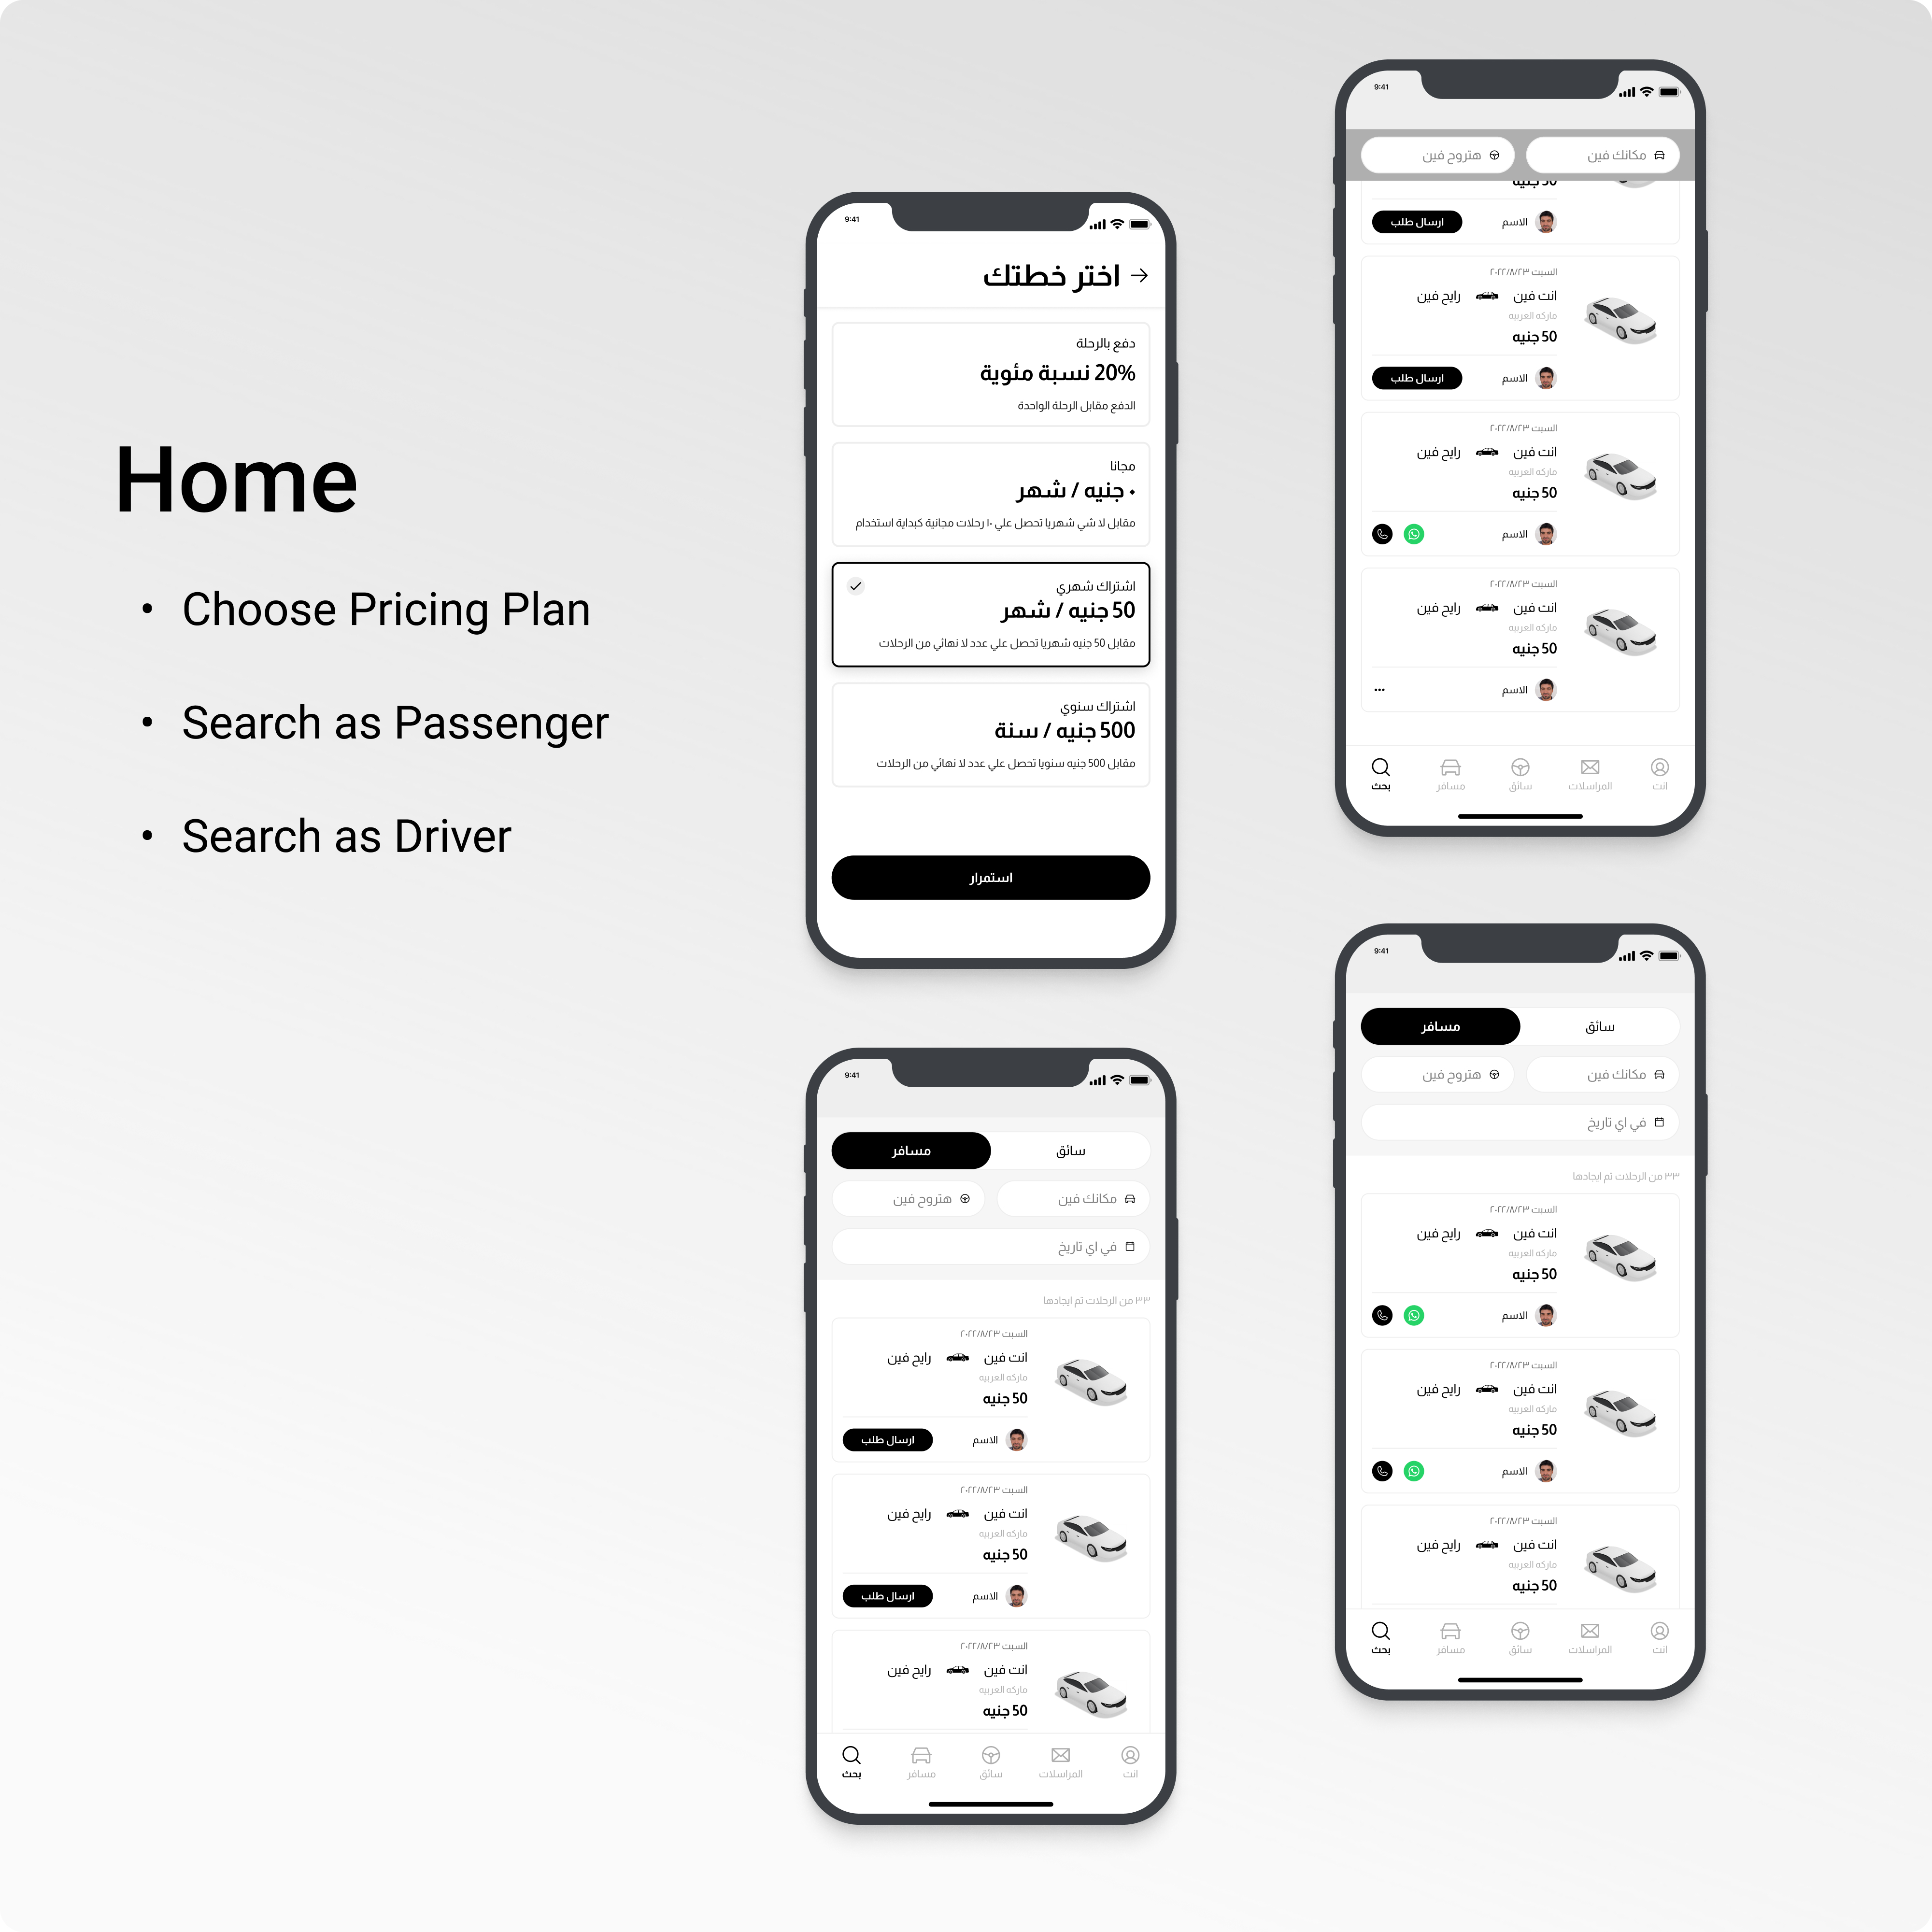 Home
• Choose Pricing Plan
• Search as Passenger
• Search as Driver
9:41
اختر خطتك
دفع بالرحلة
20% نسبة مئوية
الدفع مقابل الرحلة الواحدة
مجانا
٠ جنيه / شهر
مقابل لا شي شهريا تحصل علي ١٠ رحلات مجانية كبداية استخدام
اشتراك شهري
50 جنيه / شهر
مقابل 50 جنيه شهريا تحصل علي عدد لا نهائي من الرحلات
اشتراك سنوي
500 جنيه / سنة
مقابل 500 جنيه سنويا تحصل علي عدد لا نهائي من الرحلات
استمرار
9:41
مكانك فين هتروح فين
50 جنيه
الاسم ارسال طلب
السبت ٢٠٢٢/٨/٢٣
انت فين رايح فين
ماركه العربيه
50 جنيه
الاسم ارسال طلب
السبت ٢٠٢٢/٨/٢٣
انت فين رايح فين
ماركه العربيه
50 جنيه
الاسم
السبت ٢٠٢٢/٨/٢٣
انت فين رايح فين
ماركه العربيه
50 جنيه
الاسم
انت المراسلات سائق مسافر بحث
9:41
سائق مسافر
مكانك فين هتروح فين
في اي تاريخ
٣٣ من الرحلات تم ايجادها
السبت ٢٠٢٢/٨/٢٣
انت فين رايح فين
ماركه العربيه
50 جنيه
الاسم ارسال طلب
السبت ٢٠٢٢/٨/٢٣
انت فين رايح فين
ماركه العربيه
50 جنيه
الاسم ارسال طلب
السبت ٢٠٢٢/٨/٢٣
انت فين رايح فين
ماركه العربيه
50 جنيه
انت المراسلات سائق مسافر بحث
9:41
سائق مسافر
مكانك فين هتروح فين
في اي تاريخ
٣٣ من الرحلات تم ايجادها
السبت ٢٠٢٢/٨/٢٣
انت فين رايح فين
ماركه العربيه
50 جنيه
الاسم
السبت ٢٠٢٢/٨/٢٣
انت فين رايح فين
ماركه العربيه
50 جنيه
الاسم
السبت ٢٠٢٢/٨/٢٣
انت فين رايح فين
ماركه العربيه
50 جنيه
انت المراسلات سائق مسافر بحث